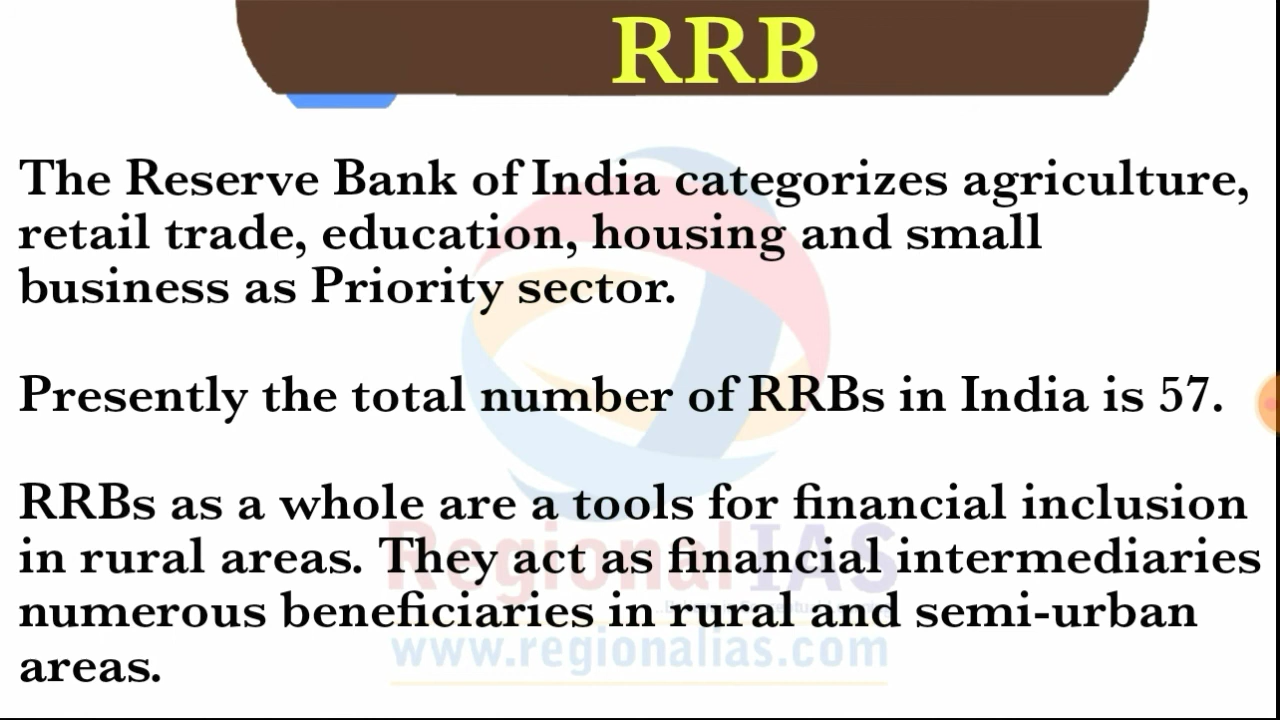 RRB
The Reserve Bank of India categorizes agriculture,
retail trade, education, housing and small
business as Priority sector.
Presently the total number of RRBs in India is 57.
RRBs as a whole are a tools for financial inclusion
in rural areas. They act as financial intermediaries
numerous beneficiaries in rural and semi-urban
areas.
Regional IAS
www.regionalias.com